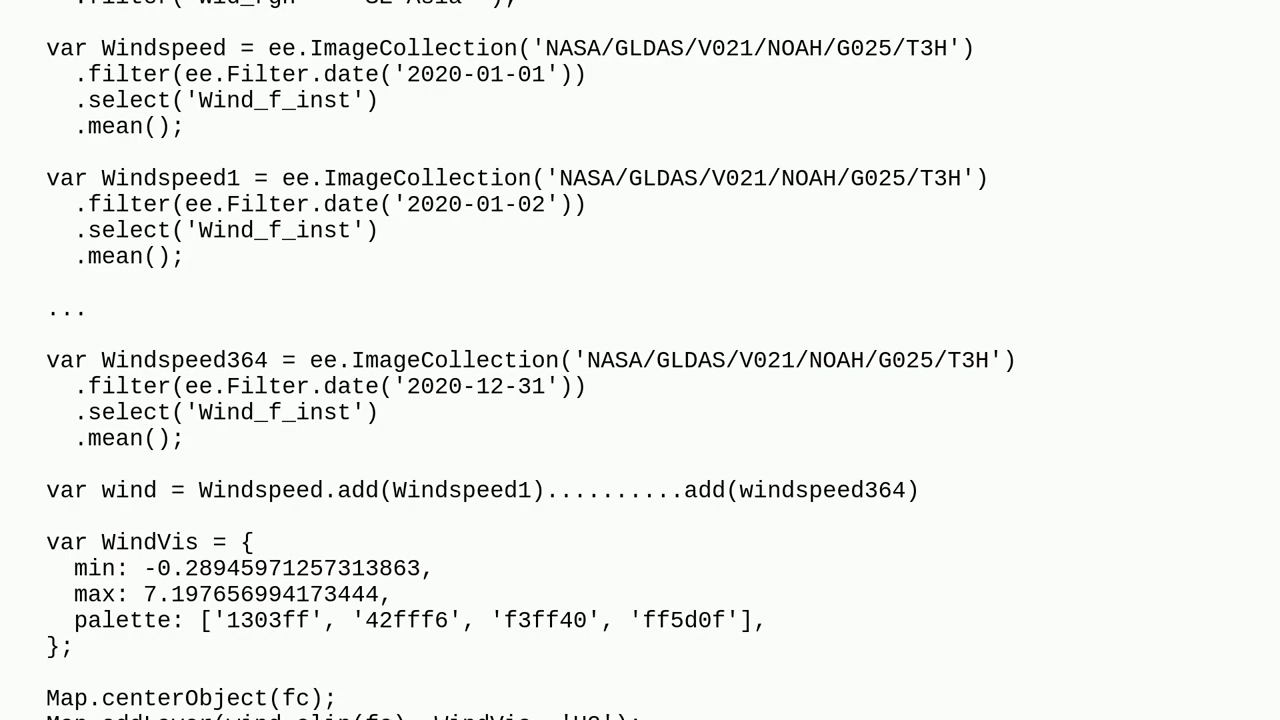 var Windspeed = ee.ImageCollection('NASA/GLDAS/V021/NOAH/G025/T3H')
  .filter(ee.Filter.date('2020-01-01'))
  .select('Wind_f_inst')
  .mean();

var Windspeed1 = ee.ImageCollection('NASA/GLDAS/V021/NOAH/G025/T3H')
  .filter(ee.Filter.date('2020-01-02'))
  .select('Wind_f_inst')
  .mean();

...

var Windspeed364 = ee.ImageCollection('NASA/GLDAS/V021/NOAH/G025/T3H')
  .filter(ee.Filter.date('2020-12-31'))
  .select('Wind_f_inst')
  .mean();

var wind = Windspeed.add(Windspeed1)..........add(windspeed364)

var WindVis = {
  min: -0.28945971257313863,
  max: 7.197656994173444,
  palette: ['1303ff', '42fff6', 'f3ff40', 'ff5d0f'],
};

Map.centerObject(fc);